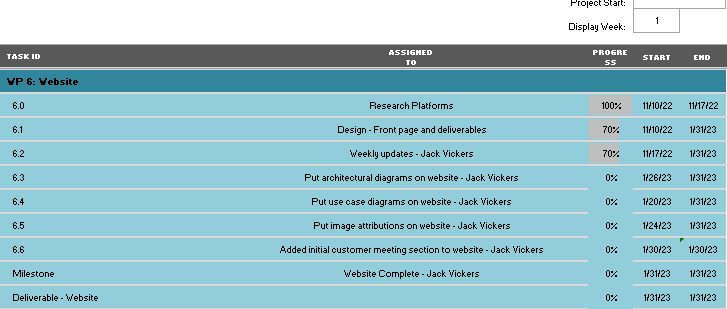 Project Start:
Display Week: 1
TASK ID ASSIGNED TO PROGRESS START END
WP 6: Website
6.0 Research Platforms 100% 11/10/22 11/17/22
6.1 Design - Front page and deliverables 70% 11/10/22 1/31/23
6.2 Weekly updates - Jack Vickers 70% 11/17/22 1/31/23
6.3 Put architectural diagrams on website - Jack Vickers 0% 1/26/23 1/31/23
6.4 Put use case diagrams on website - Jack Vickers 0% 1/20/23 1/31/23
6.5 Put image attributions on website - Jack Vickers 0% 1/24/23 1/31/23
6.6 Added initial customer meeting section to website - Jack Vickers 0% 1/30/23 1/30/23
Milestone Website Complete - Jack Vickers 0% 1/31/23 1/31/23
Deliverable - Website 0% 1/31/23 1/31/23